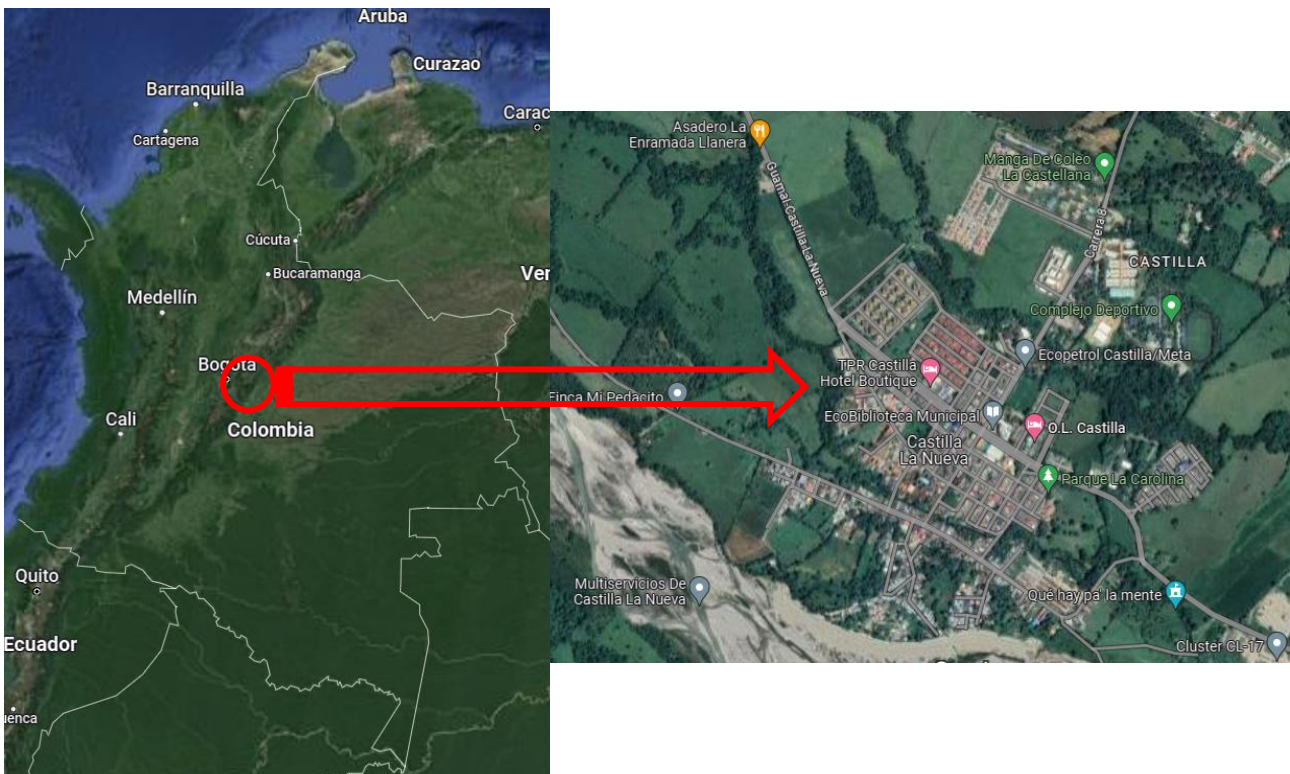 Aruba
Curazao
Barranquilla
Carac
Cartagena
Cúcuta
Bucaramanga
Ver
Medellín
Bogotá
Cali
Colombia
Quito
Ecuador
uenca
Asadero La
Enramada Llanera
Manga De Coleo
La Castellana
Guamal-Castilla La Nueva
Carrera 8
CASTILLA
Complejo Deportivo
Ecopetrol Castilla/Meta
TPR Castilla
Hotel Boutique
Finca Mi Pedacito
EcoBiblioteca Municipal
O.L. Castilla
Castilla
La Nueva
Parque La Carolina
Multiservicios De
Castilla La Nueva
Qué hay pa' la mente
Cluster CL-17